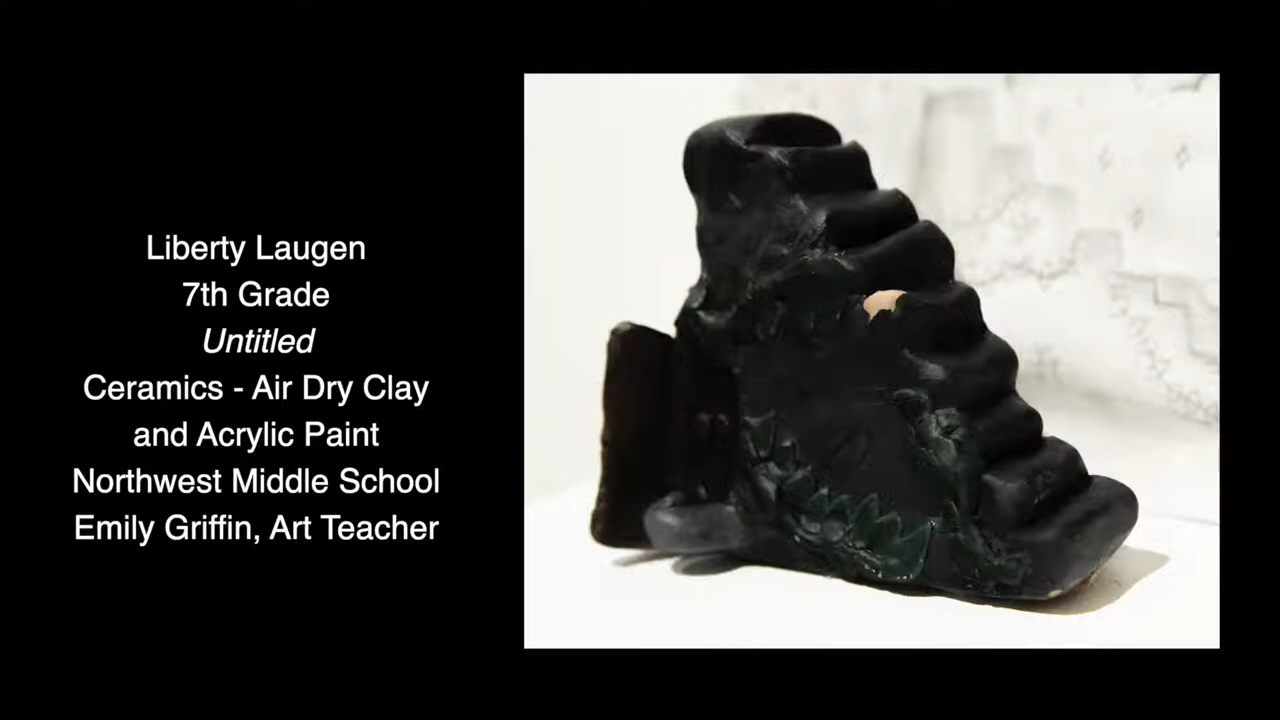 Liberty Laugen
7th Grade
Untitled
Ceramics - Air Dry Clay
and Acrylic Paint
Northwest Middle School
Emily Griffin, Art Teacher